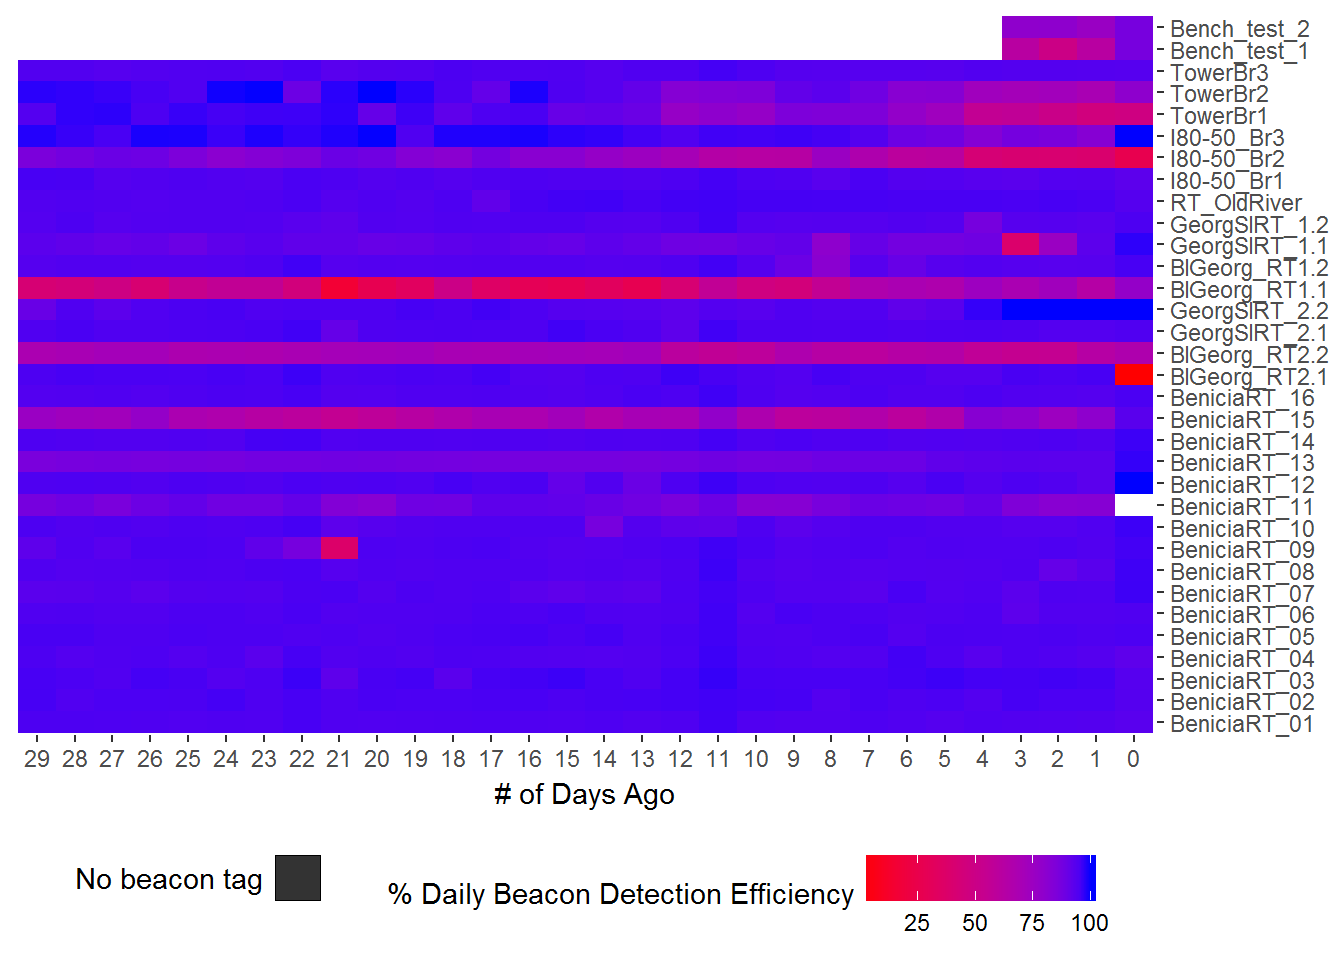 Bench_test_2
Bench_test_1
TowerBr3
TowerBr2
TowerBr1
I80-50_Br3
I80-50_Br2
I80-50_Br1
RT_OldRiver
GeorgSlRT_1.2
GeorgSlRT_1.1
BlGeorg_RT1.2
BlGeorg_RT1.1
GeorgSlRT_2.2
GeorgSlRT_2.1
BlGeorg_RT2.2
BlGeorg_RT2.1
BeniciaRT_16
BeniciaRT_15
BeniciaRT_14
BeniciaRT_13
BeniciaRT_12
BeniciaRT_11
BeniciaRT_10
BeniciaRT_09
BeniciaRT_08
BeniciaRT_07
BeniciaRT_06
BeniciaRT_05
BeniciaRT_04
BeniciaRT_03
BeniciaRT_02
BeniciaRT_01
29 28 27 26 25 24 23 22 21 20 19 18 17 16 15 14 13 12 11 10 9 8 7 6 5 4 3 2 1 0
# of Days Ago
No beacon tag
% Daily Beacon Detection Efficiency
25 50 75 100